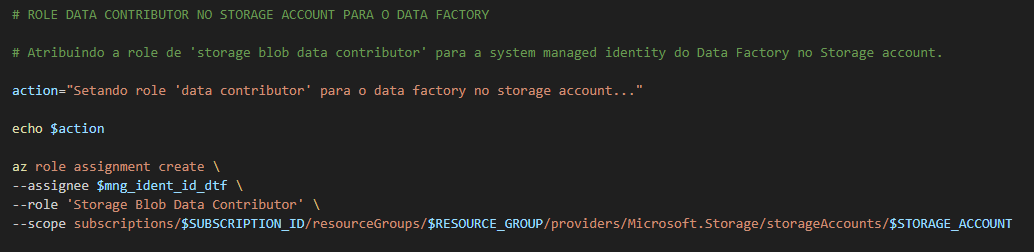 # ROLE DATA CONTRIBUTOR NO STORAGE ACCOUNT PARA O DATA FACTORY
# Atribuindo a role de 'storage blob data contributor' para a system managed identity do Data Factory no Storage account.
action="Setando role 'data contributor' para o data factory no storage account..."
echo $action
az role assignment create \
--assignee $mng_ident_id_dtf \
--role 'Storage Blob Data Contributor' \
--scope subscriptions/$SUBSCRIPTION_ID/resourceGroups/$RESOURCE_GROUP/providers/Microsoft.Storage/storageAccounts/$STORAGE_ACCOUNT